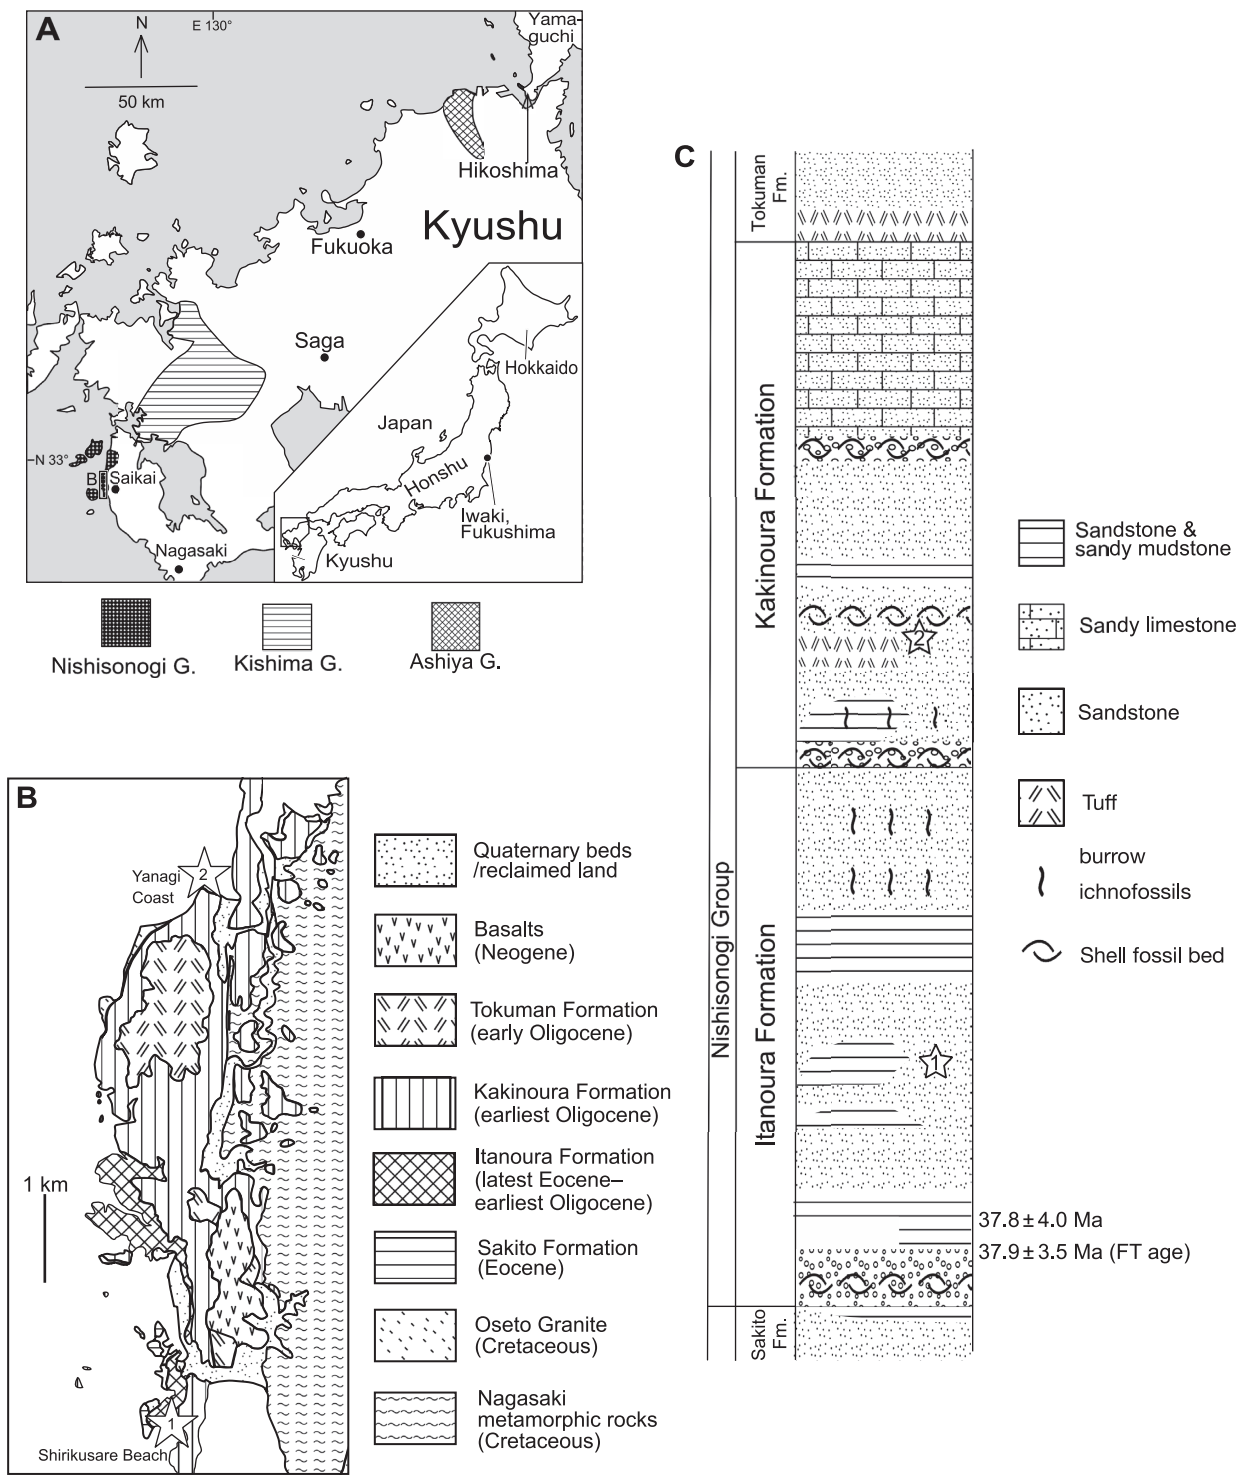 A
N
E 130°
50 km
Yama-
guchi
Hikoshima
Kyushu
Fukuoka
Saga
Hokkaido
Japan
Honshu
N 33°
B
Saikai
Iwaki,
Fukushima
Nagasaki
Kyushu
Nishisonogi G.
Kishima G.
Ashiya G.
B
2
Yanagi
Coast
1 km
1
Shirikusare Beach
Quaternary beds
/reclaimed land
Basalts
(Neogene)
Tokuman Formation
(early Oligocene)
Kakinoura Formation
(earliest Oligocene)
Itanoura Formation
(latest Eocene–
earliest Oligocene)
Sakito Formation
(Eocene)
Oseto Granite
(Cretaceous)
Nagasaki
metamorphic rocks
(Cretaceous)
C
Nishisonogi Group
Tokuman
Fm.
Kakinoura Formation
2
Itanoura Formation
1
37.8 ± 4.0 Ma
37.9 ± 3.5 Ma (FT age)
Sakito
Fm.
Sandstone &
sandy mudstone
Sandy limestone
Sandstone
Tuff
burrow
ichnofossils
Shell fossil bed